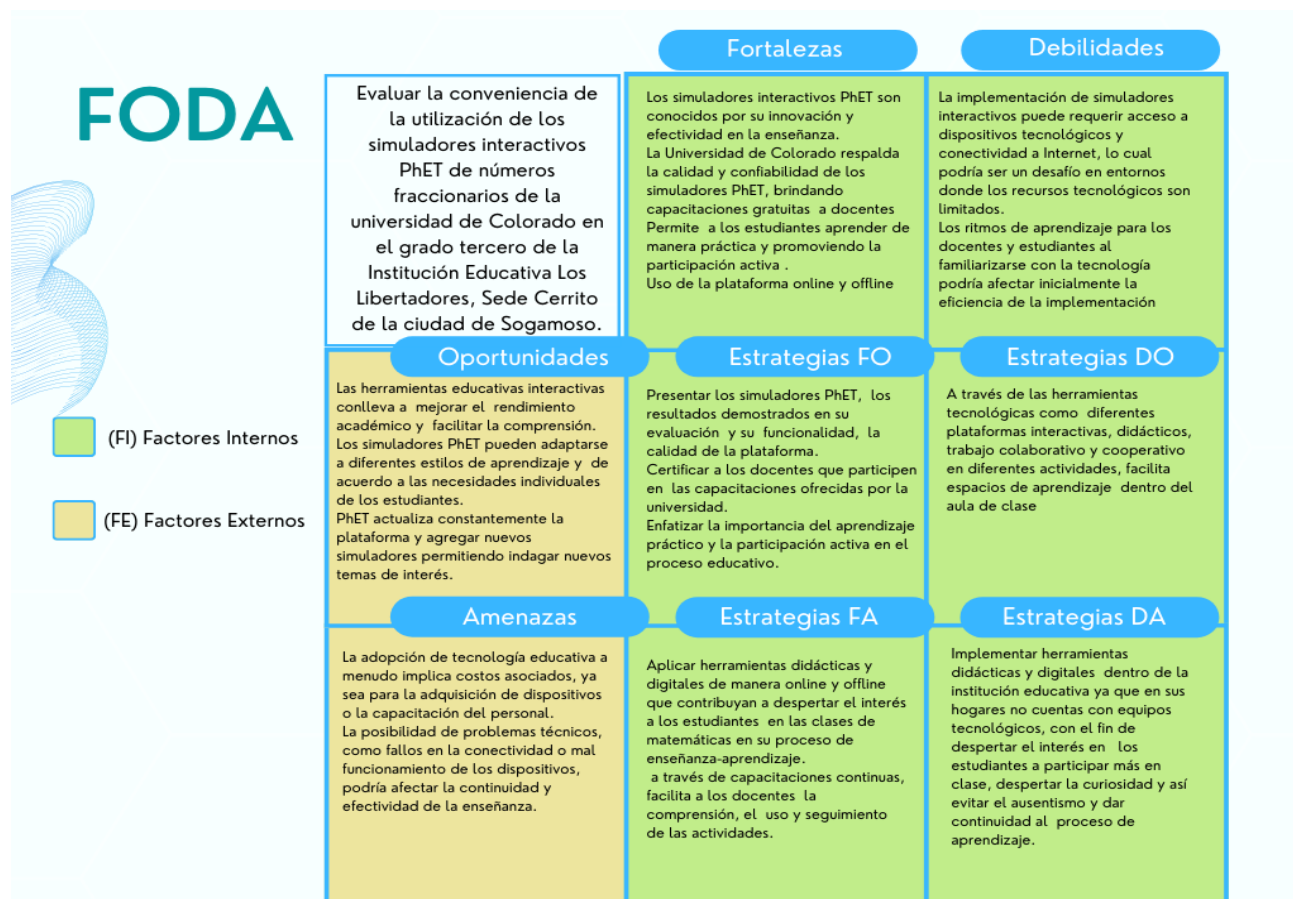 FODA
Evaluar la conveniencia de
la utilización de los
simuladores interactivos
PhET de números
fraccionarios de la
universidad de Colorado en
el grado tercero de la
Institución Educativa Los
Libertadores, Sede Cerrito
de la ciudad de Sogamoso.
Fortalezas
Los simuladores interactivos PhET son
conocidos por su innovación y
efectividad en la enseñanza.
La Universidad de Colorado respalda
la calidad y confiabilidad de los
simuladores PhET, brindando
capacitaciones gratuitas a docentes
Permite a los estudiantes aprender de
manera práctica y promoviendo la
participación activa .
Uso de la plataforma online y offline
Debilidades
La implementación de simuladores
interactivos puede requerir acceso a
dispositivos tecnológicos y
conectividad a Internet, lo cual
podría ser un desafío en entornos
donde los recursos tecnológicos son
limitados.
Los ritmos de aprendizaje para los
docentes y estudiantes al
familiarizarse con la tecnología
podría afectar inicialmente la
eficiencia de la implementación
(FI) Factores Internos
(FE) Factores Externos
Oportunidades
Las herramientas educativas interactivas
conlleva a mejorar el rendimiento
académico y facilitar la comprensión.
Los simuladores PhET pueden adaptarse
a diferentes estilos de aprendizaje y de
acuerdo a las necesidades individuales
de los estudiantes.
PhET actualiza constantemente la
plataforma y agregar nuevos
simuladores permitiendo indagar nuevos
temas de interés.
Estrategias FO
Presentar los simuladores PhET, los
resultados demostrados en su
evaluación y su funcionalidad, la
calidad de la plataforma.
Certificar a los docentes que participen
en las capacitaciones ofrecidas por la
universidad.
Enfatizar la importancia del aprendizaje
práctico y la participación activa en el
proceso educativo.
Estrategias DO
A través de las herramientas
tecnológicas como diferentes
plataformas interactivas, didácticos,
trabajo colaborativo y cooperativo
en diferentes actividades, facilita
espacios de aprendizaje dentro del
aula de clase
Amenazas
La adopción de tecnología educativa a
menudo implica costos asociados, ya
sea para la adquisición de dispositivos
o la capacitación del personal.
La posibilidad de problemas técnicos,
como fallos en la conectividad o mal
funcionamiento de los dispositivos,
podría afectar la continuidad y
efectividad de la enseñanza.
Estrategias FA
Aplicar herramientas didácticas y
digitales de manera online y offline
que contribuyan a despertar el interés
a los estudiantes en las clases de
matemáticas en su proceso de
enseñanza-aprendizaje.
a través de capacitaciones continuas,
facilita a los docentes la
comprensión, el uso y seguimiento
de las actividades.
Estrategias DA
Implementar herramientas
didácticas y digitales dentro de la
institución educativa ya que en sus
hogares no cuentas con equipos
tecnológicos, con el fin de
despertar el interés en los
estudiantes a participar más en
clase, despertar la curiosidad y así
evitar el ausentismo y dar
continuidad al proceso de
aprendizaje.